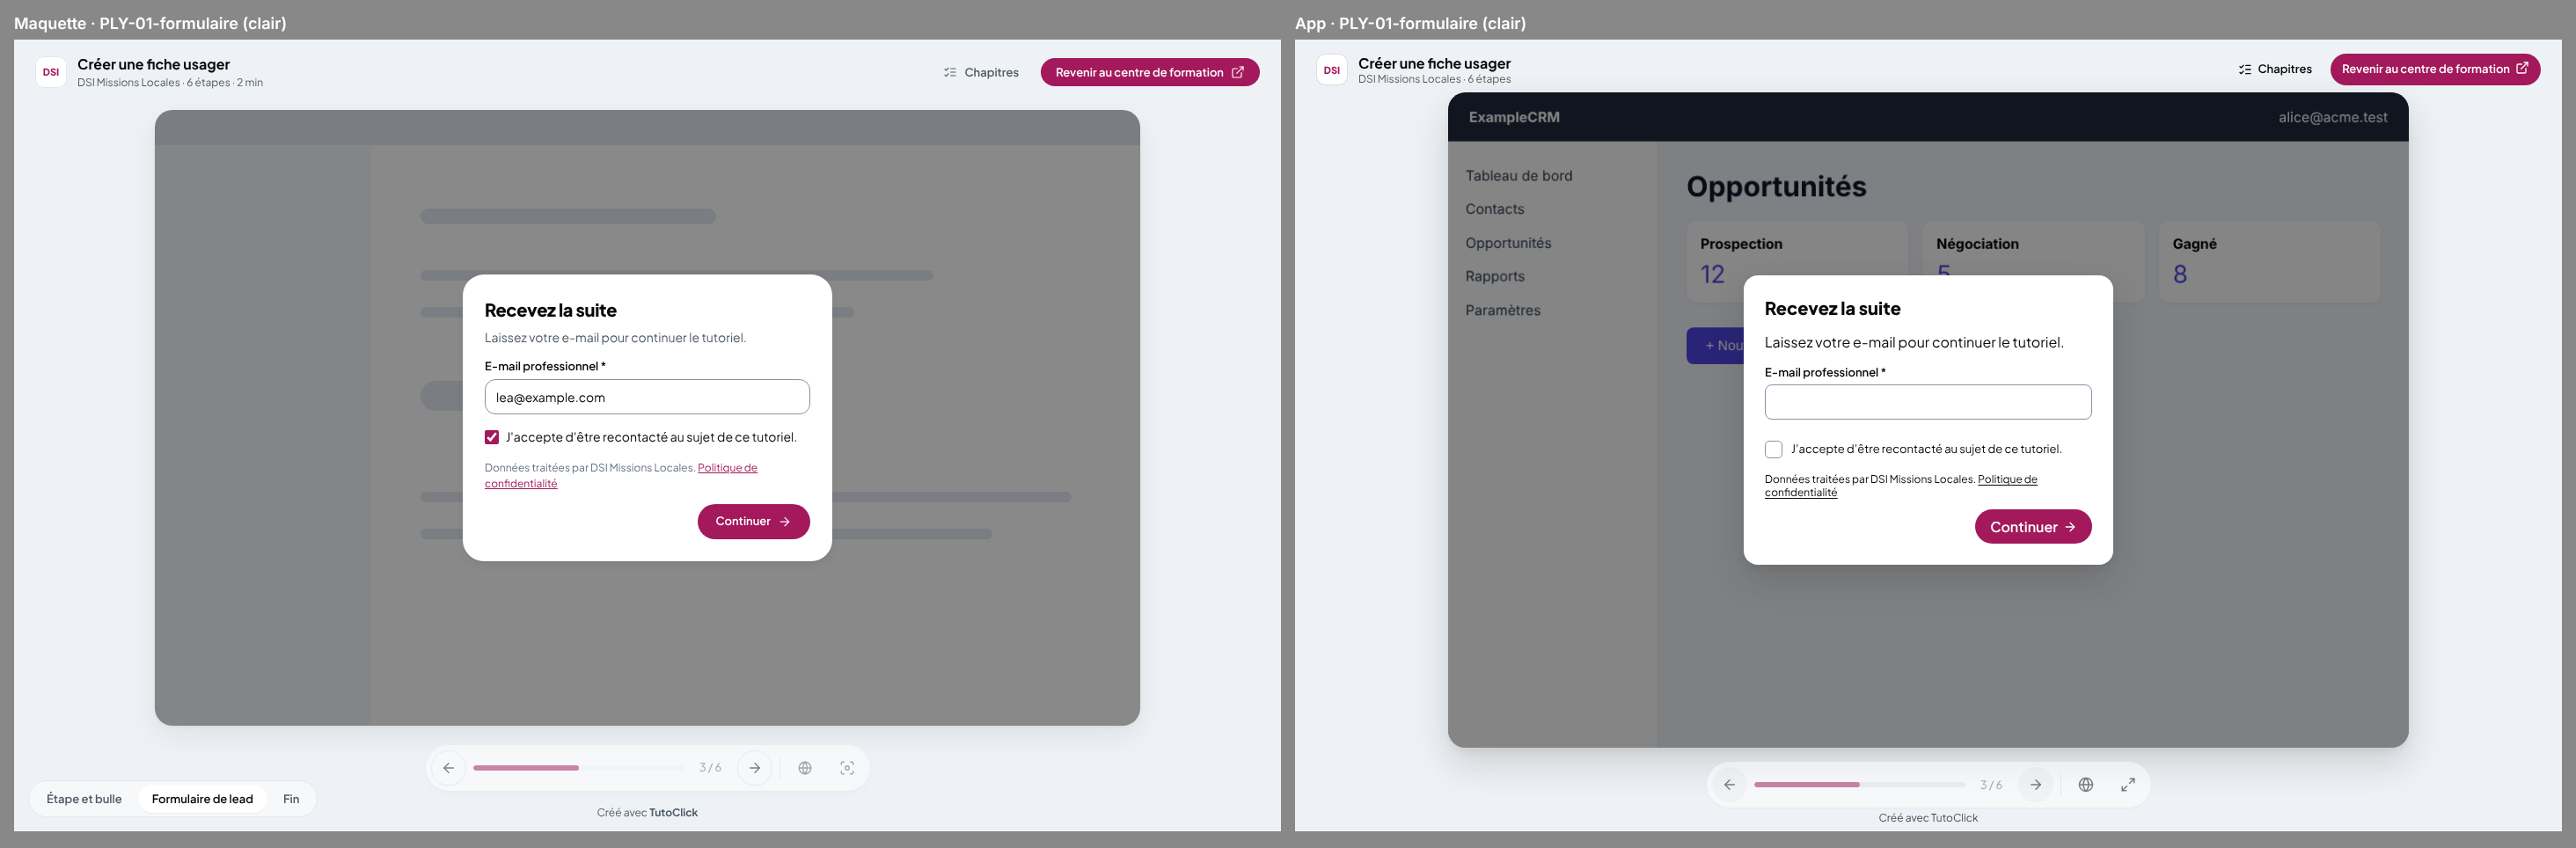 Maquette · PLY-01-formulaire (clair)
DSI
Créer une fiche usager
DSI Missions Locales · 6 étapes · 2 min
Chapitres
Revenir au centre de formation
Recevez la suite
Laissez votre e-mail pour continuer le tutoriel.
E-mail professionnel *
lea@example.com
J'accepte d'être recontacté au sujet de ce tutoriel.
Données traitées par DSI Missions Locales. Politique de
confidentialité
Continuer
3 / 6
Étape et bulle
Formulaire de lead
Fin
Créé avec TutoClick
App · PLY-01-formulaire (clair)
DSI
Créer une fiche usager
DSI Missions Locales · 6 étapes
Chapitres
Revenir au centre de formation
ExampleCRM
alice@acme.test
Tableau de bord
Contacts
Opportunités
Rapports
Paramètres
Opportunités
Prospection
12
Négociation
5
Gagné
8
+ Nou
Recevez la suite
Laissez votre e-mail pour continuer le tutoriel.
E-mail professionnel *
J'accepte d'être recontacté au sujet de ce tutoriel.
Données traitées par DSI Missions Locales. Politique de
confidentialité
Continuer
3 / 6
Créé avec TutoClick